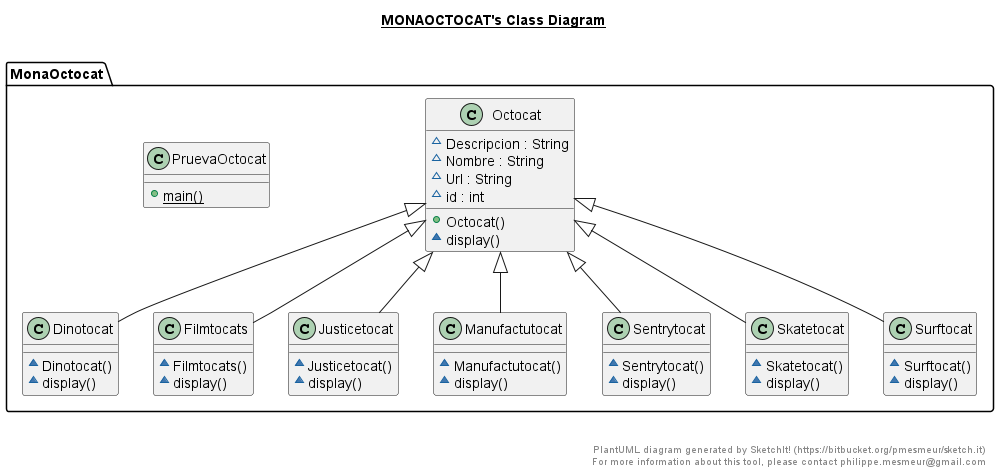 MONAOCTOCAT's Class Diagram
MonaOctocat
C Octocat
Descripcion : String
Nombre : String
Url : String
id : int
Octocat()
display()
C PruevaOctocat
main()
C Dinotocat
Dinotocat()
display()
C Filmtocats
Filmtocats()
display()
C Justicetocat
Justicetocat()
display()
C Manufactutocat
Manufactutocat()
display()
C Sentrytocat
Sentrytocat()
display()
C Skatetocat
Skatetocat()
display()
C Surftocat
Surftocat()
display()
PlantUML diagram generated by SketchIt! (https://bitbucket.org/pmesmeur/sketch.it)
For more information about this tool, please contact philippe.mesmeur@gmail.com